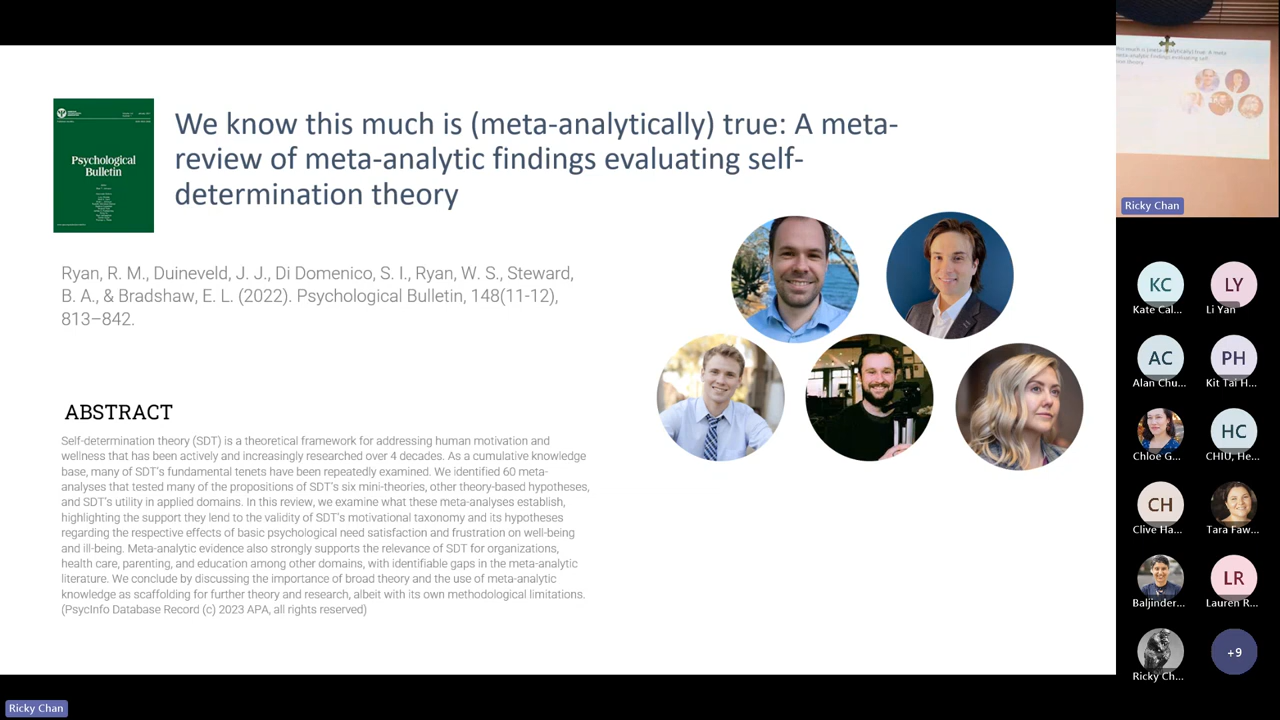 Psychological
Bulletin
We know this much is (meta-analytically) true: A meta-
review of meta-analytic findings evaluating self-
determination theory
Ryan, R. M., Duineveld, J. J., Di Domenico, S. I., Ryan, W. S., Steward,
B. A., & Bradshaw, E. L. (2022). Psychological Bulletin, 148(11-12),
813–842.
ABSTRACT
Self-determination theory (SDT) is a theoretical framework for addressing human motivation and
wellness that has been actively and increasingly researched over 4 decades. As a cumulative knowledge
base, many of SDT's fundamental tenets have been repeatedly examined. We identified 60 meta-
analyses that tested many of the propositions of SDT's six mini-theories, other theory-based hypotheses,
and SDT's utility in applied domains. In this review, we examine what these meta-analyses establish,
highlighting the support they lend to the validity of SDT's motivational taxonomy and its hypotheses
regarding the respective effects of basic psychological need satisfaction and frustration on well-being
and ill-being. Meta-analytic evidence also strongly supports the relevance of SDT for organizations,
health care, parenting, and education among other domains, with identifiable gaps in the meta-analytic
literature. We conclude by discussing the importance of broad theory and the use of meta-analytic
knowledge as scaffolding for further theory and research, albeit with its own methodological limitations.
(PsycInfo Database Record (c) 2023 APA, all rights reserved)
Ricky Chan
Ricky Chan
KC
Kate Cal...
LY
Li Yan
AC
Alan Chu...
PH
Kit Tai H...
Chloe G...
HC
CHIU, He...
CH
Clive Ha...
Tara Faw...
Baljinder...
LR
Lauren R...
Ricky Ch...
+9